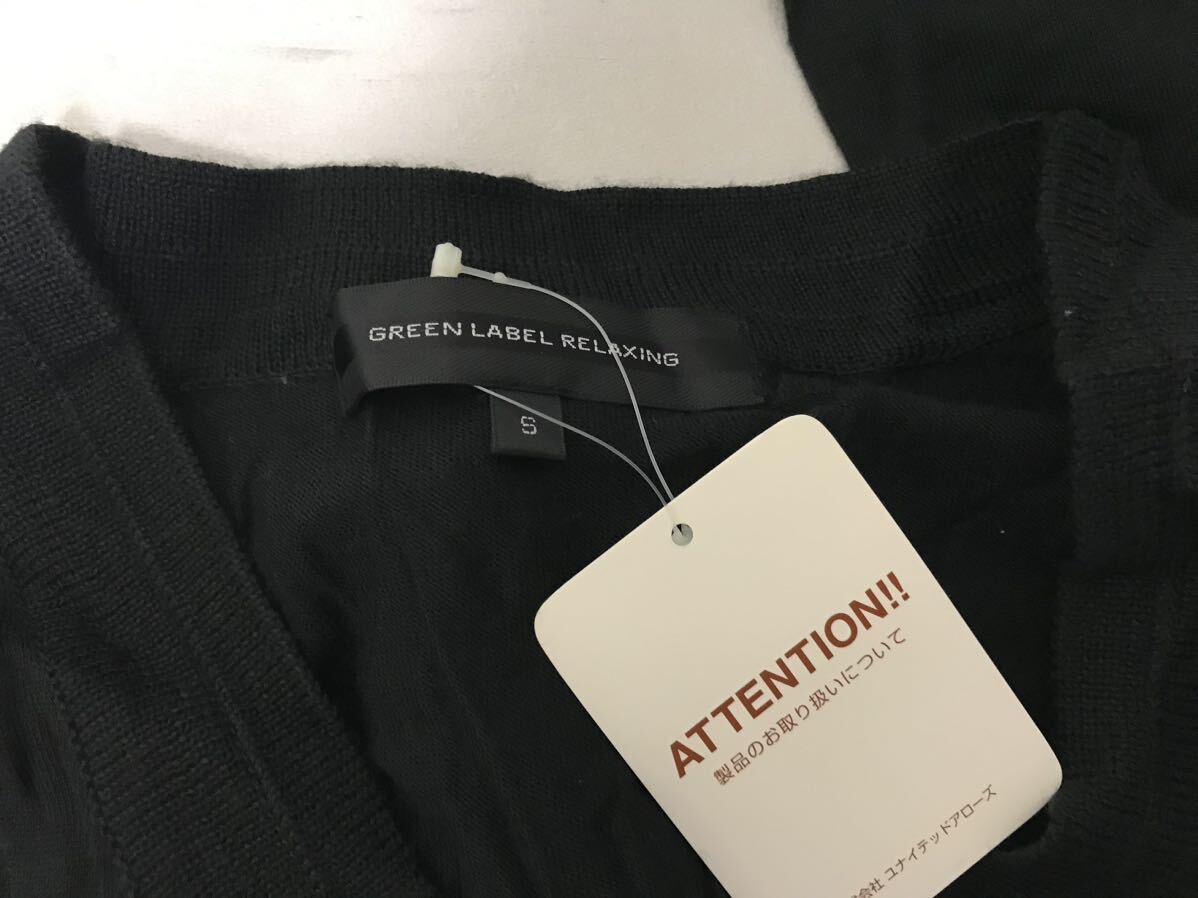 GREEN LABEL RELAXING
S
ATTENTION!!
製品のお取り扱いについて
会社 ユナイテッドアローズ